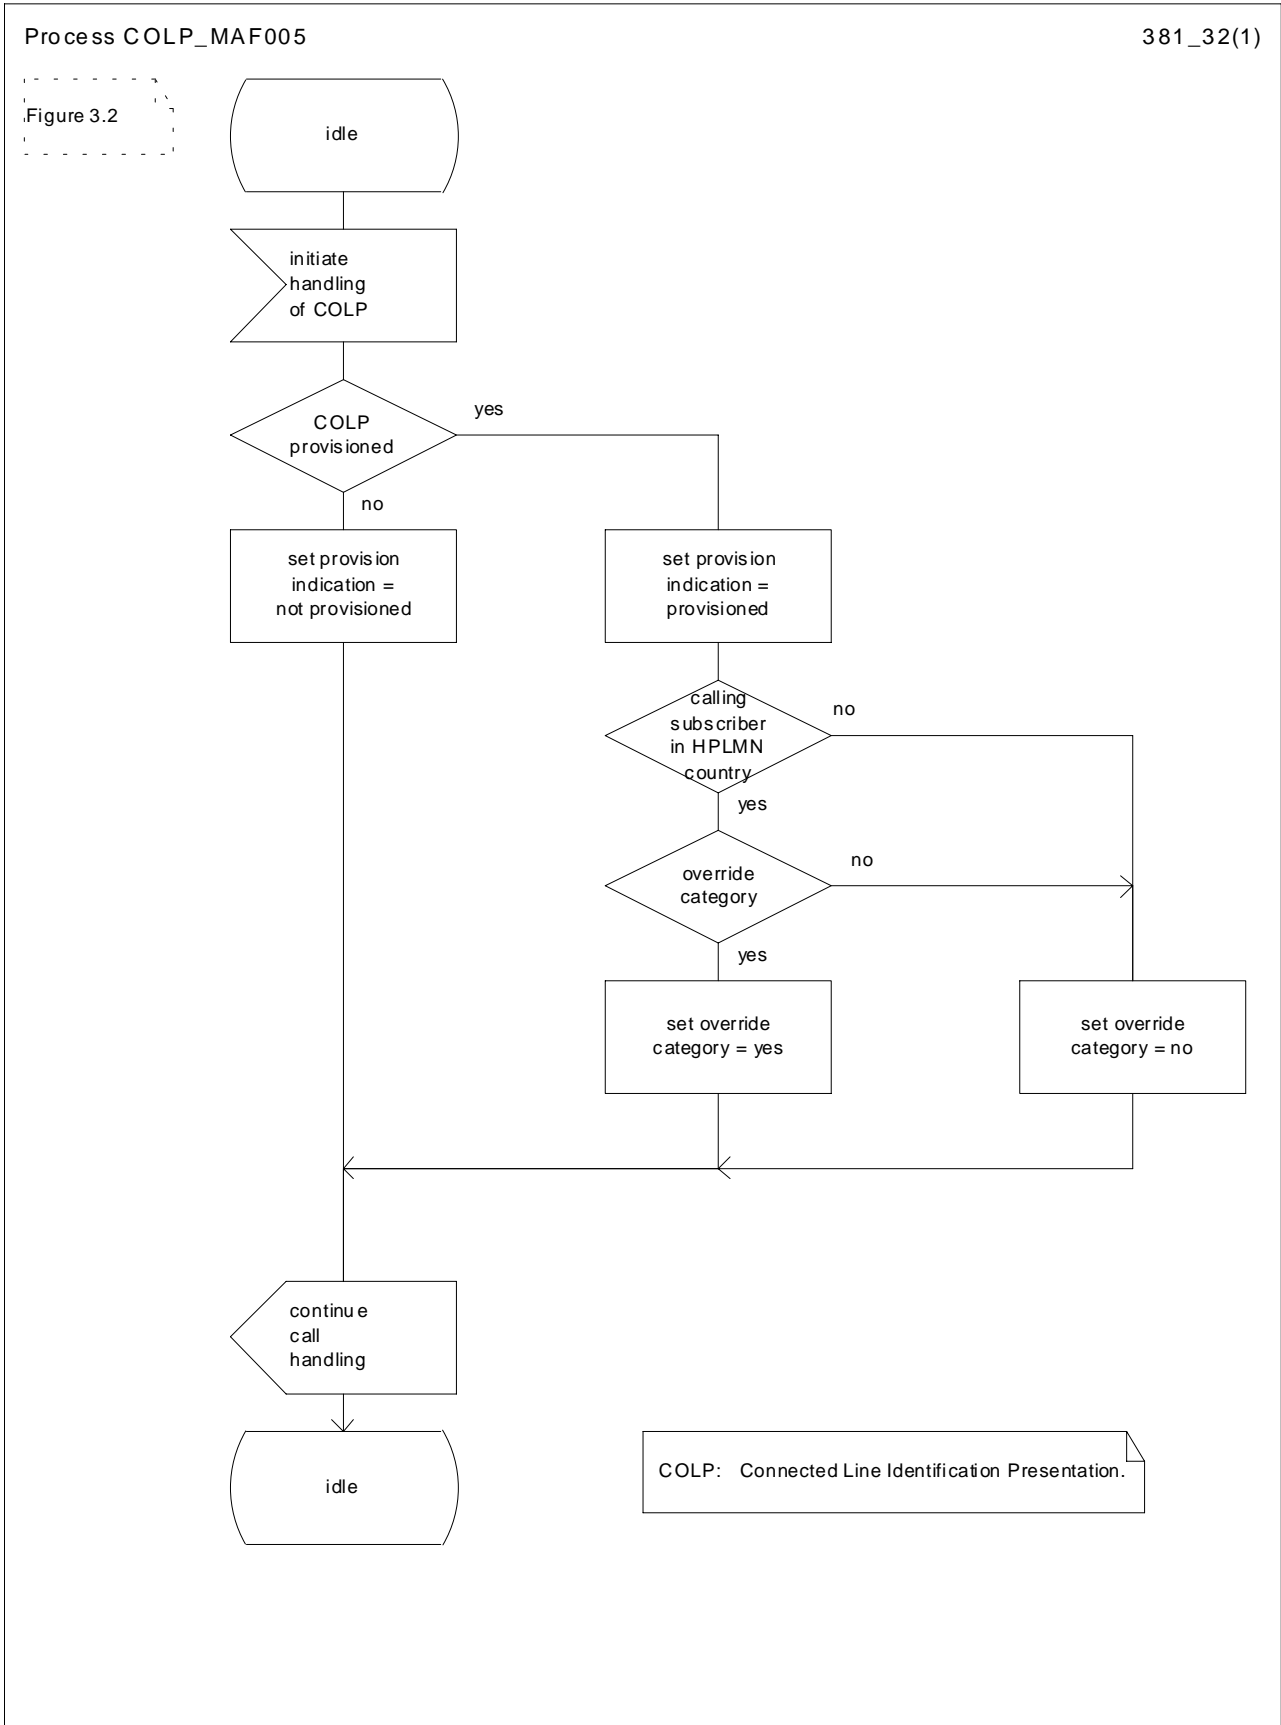 Process COLP_MAF005
381_32(1)
Figure 3.2
idle
initiate
handling
of COLP
COLP
provisioned
yes
no
set provision
indication =
not provisioned
set provision
indication =
provisioned
calling
subscriber
in HPLMN
country
no
yes
override
category
no
yes
set override
category = yes
set override
category = no
continue
call
handling
idle
COLP: Connected Line Identification Presentation.